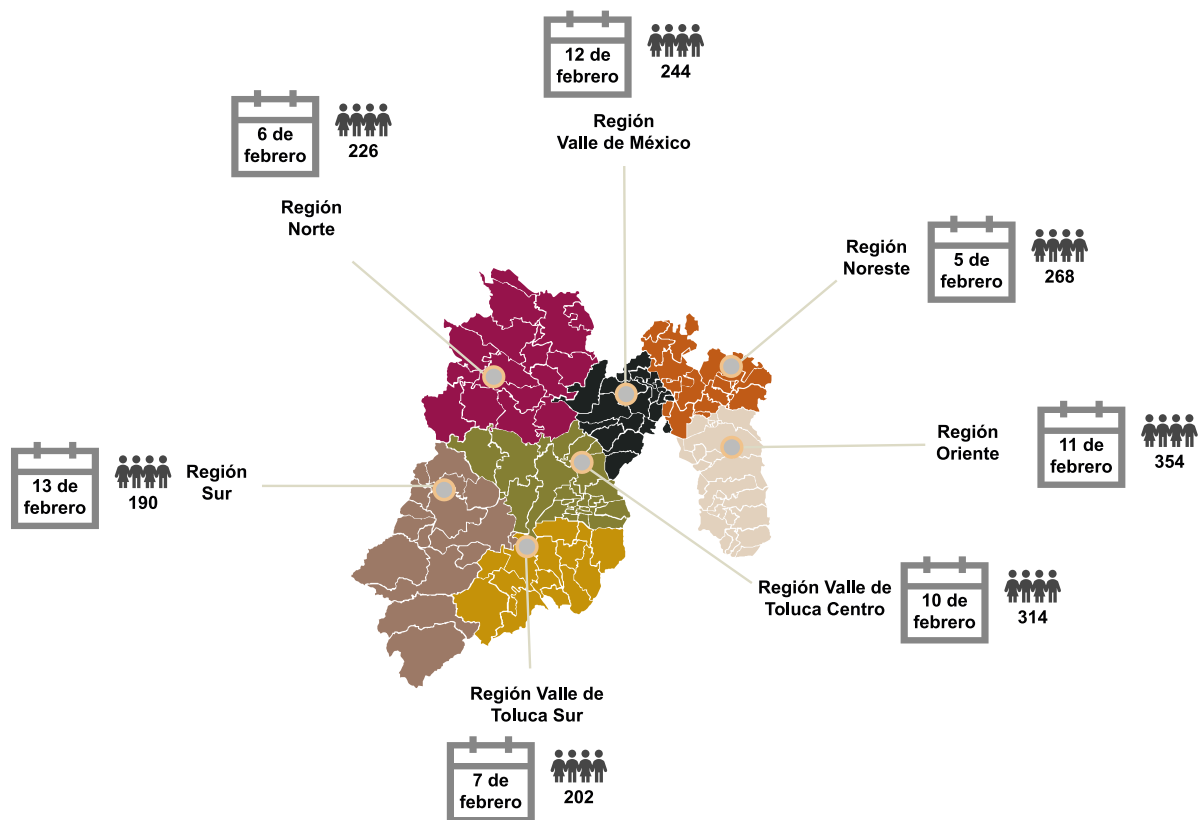 12 de
febrero
244
Región
Valle de México
6 de
febrero
226
Región
Norte
Región
Noreste
5 de
febrero
268
Región
Oriente
11 de
febrero
354
13 de
febrero
190
Región
Sur
Región Valle de
Toluca Centro
10 de
febrero
314
Región Valle de
Toluca Sur
7 de
febrero
202